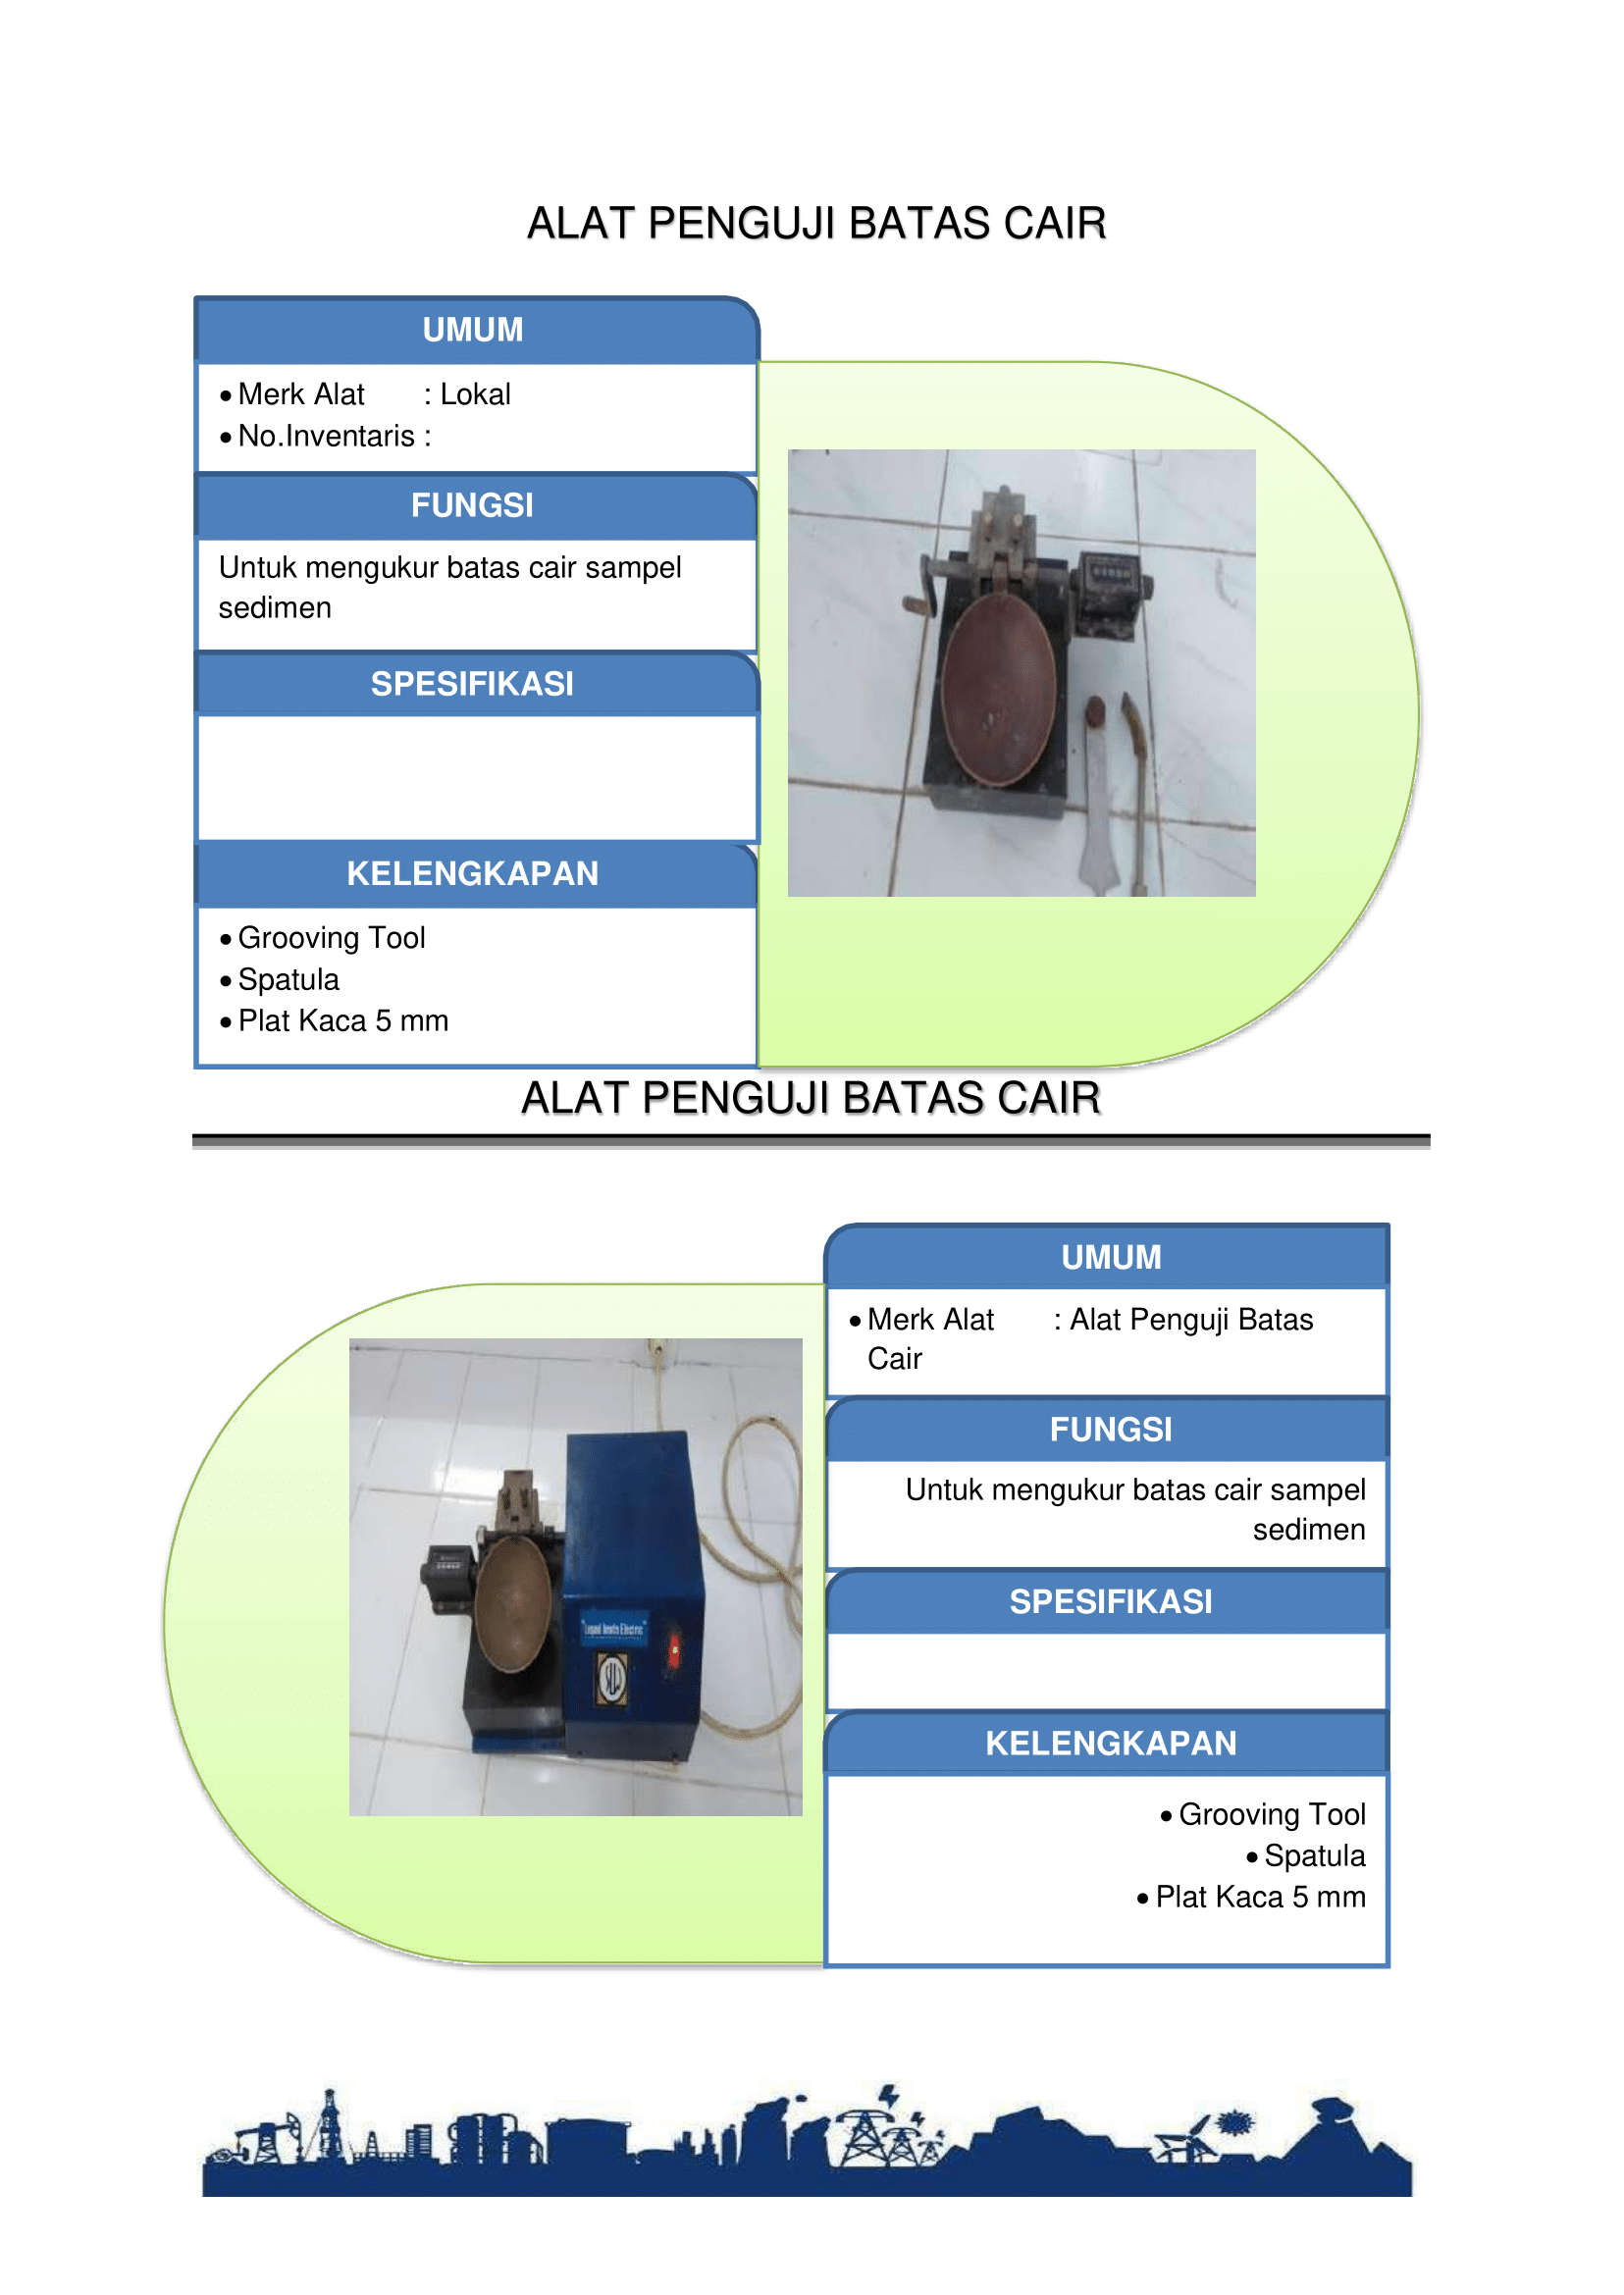 ALAT PENGUJI BATAS CAIR
UMUM
• Merk Alat : Lokal
• No.Inventaris :
FUNGSI
Untuk mengukur batas cair sampel
sedimen
SPESIFIKASI
KELENGKAPAN
• Grooving Tool
• Spatula
• Plat Kaca 5 mm
ALAT PENGUJI BATAS CAIR
UMUM
• Merk Alat : Alat Penguji Batas
Cair
FUNGSI
Untuk mengukur batas cair sampel
sedimen
SPESIFIKASI
KELENGKAPAN
• Grooving Tool
• Spatula
• Plat Kaca 5 mm
Electric